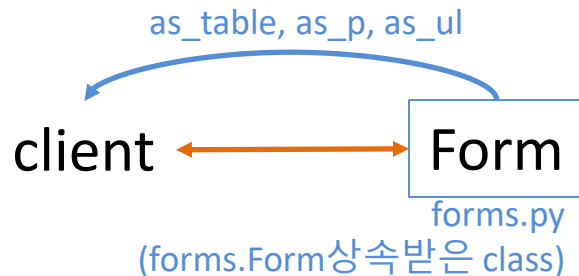 as_table, as_p, as_ul
client
Form
forms.py
(forms.Form상속받은 class)